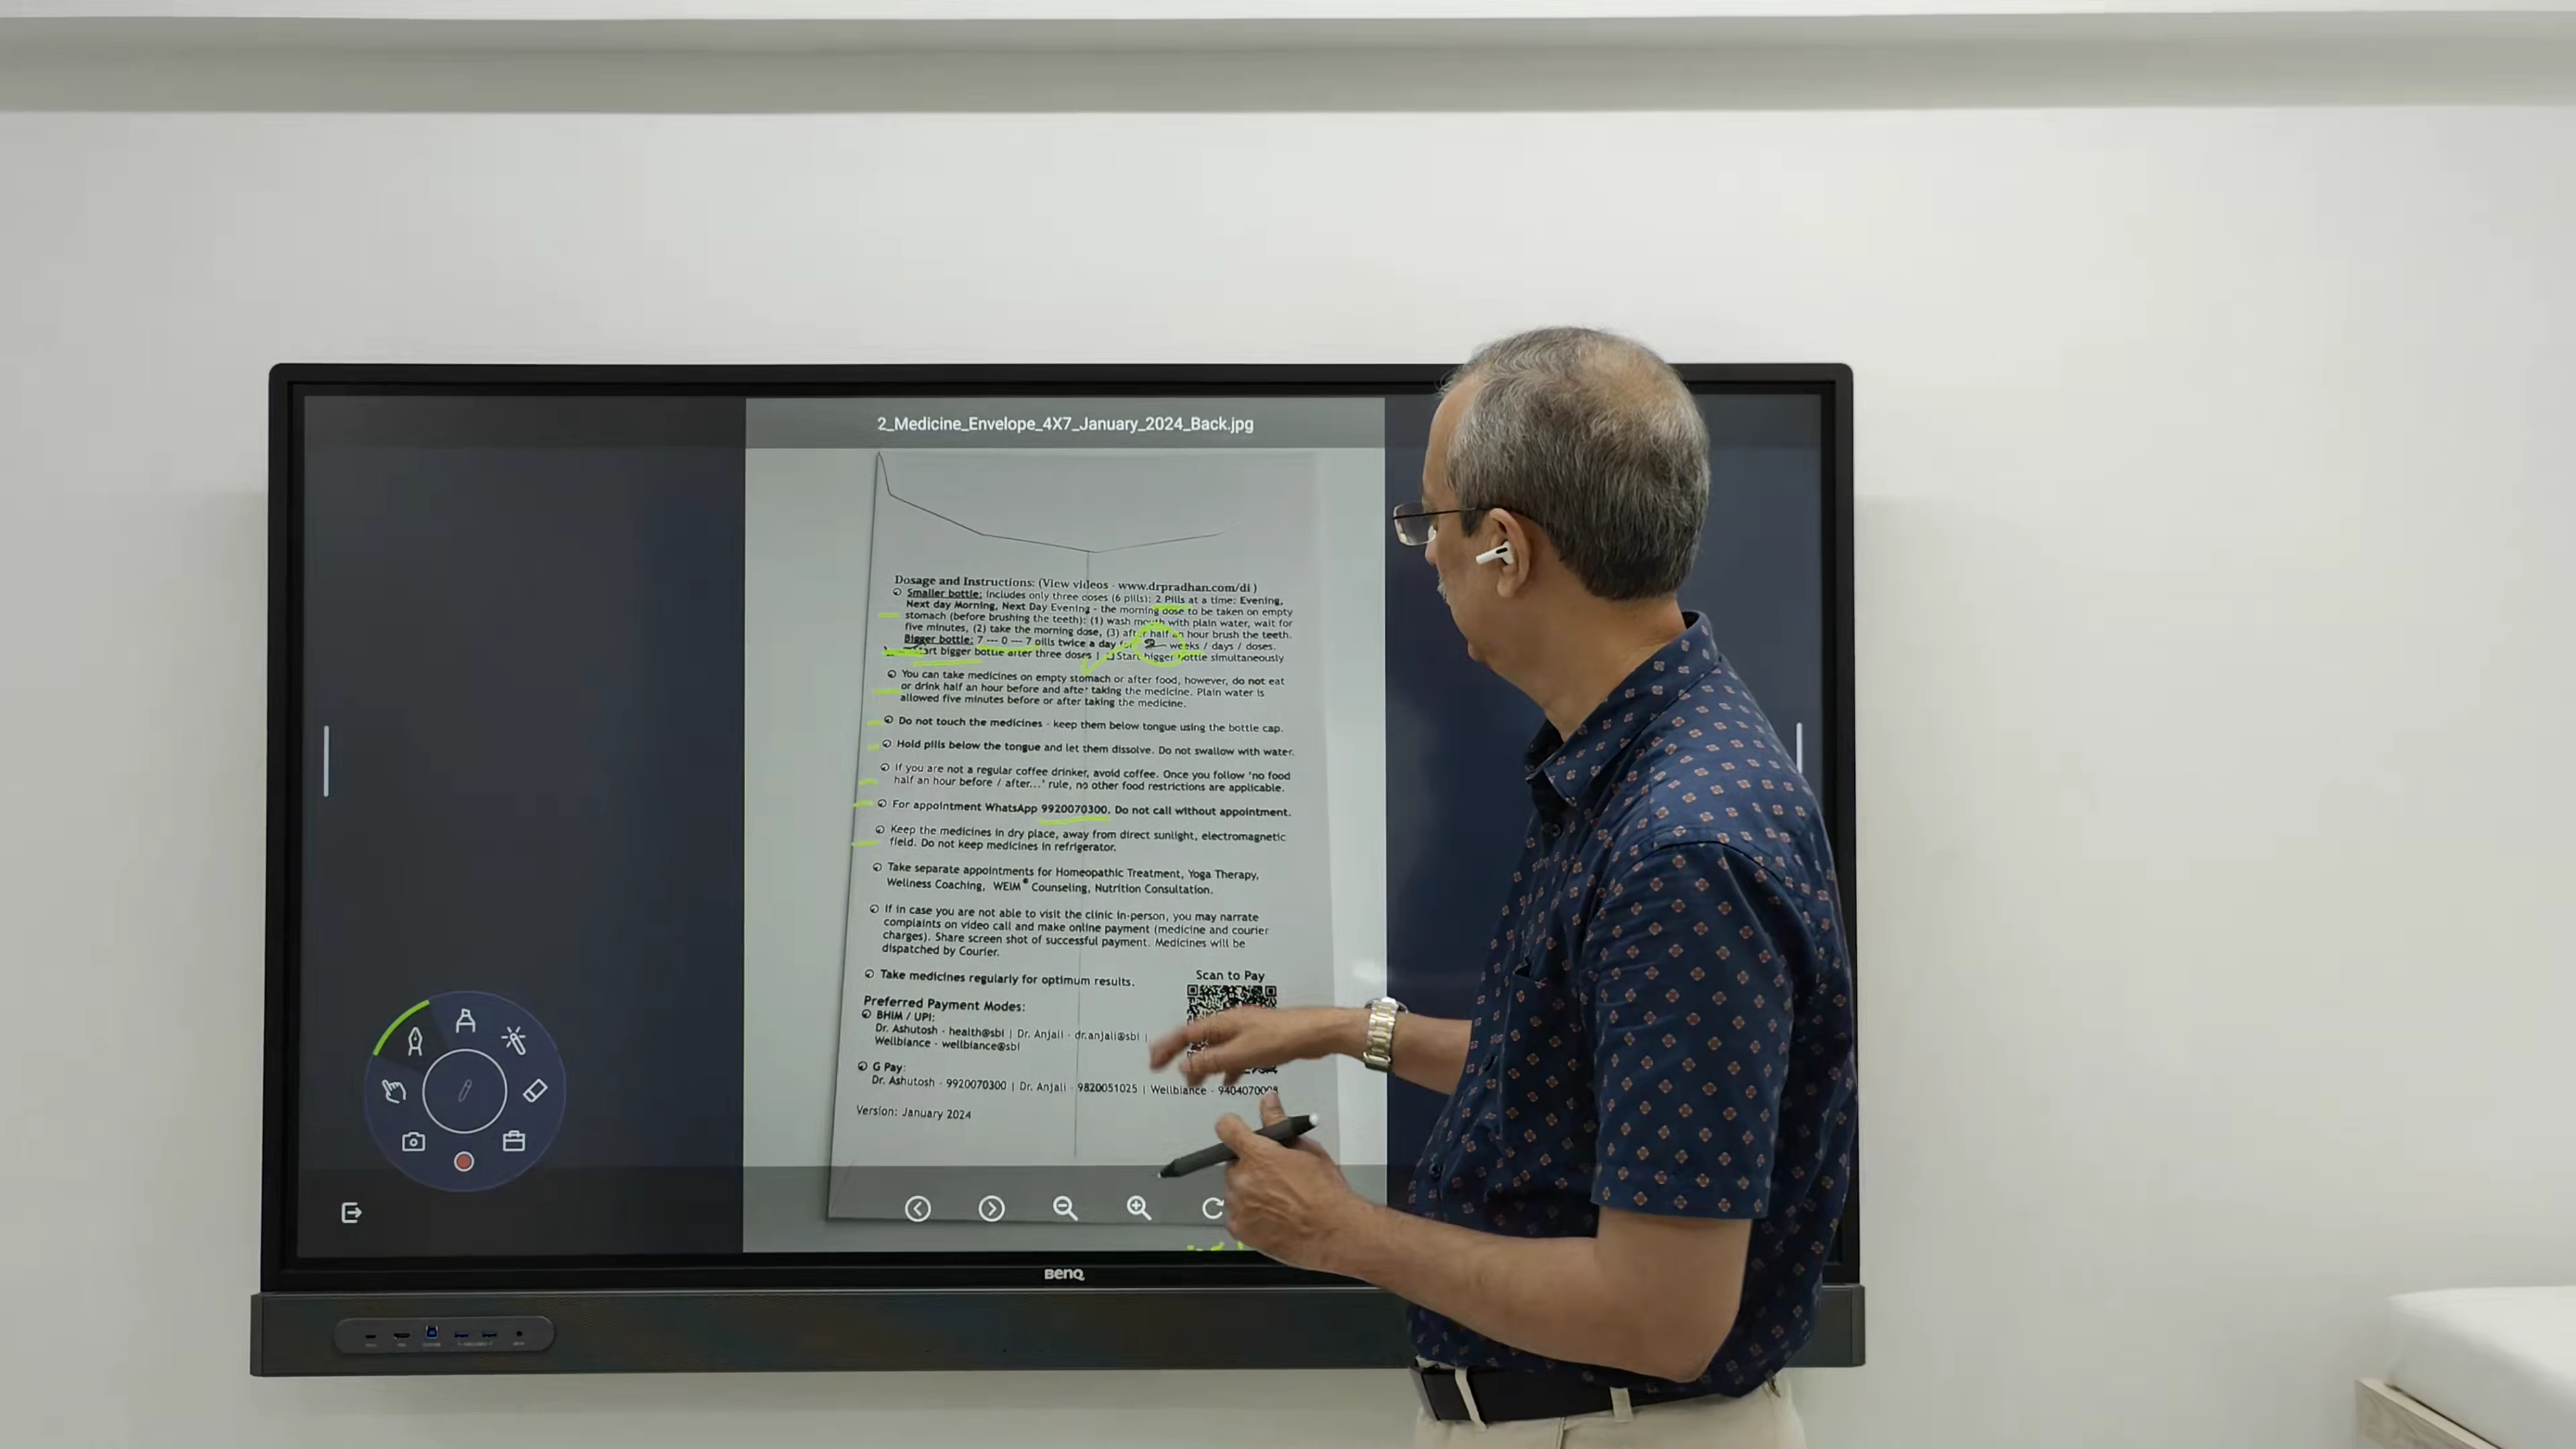 2_Medicine_Envelope_4X7_January_2024_Back.jpg
Dosage and Instructions: (View videos - www.drpradhan.com/di )
Smaller bottle: includes only three doses (6 pills): 2 Pills at a time: Evening,
Next day Morning, Next Day Evening - the morning dose to be taken on empty
stomach (before brushing the teeth): (1) wash mouth with plain water, wait for
five minutes, (2) take the morning dose, (3) after half an hour brush the teeth.
Bigger bottle: 7 --- 0 — 7 pills twice a day for weeks / days / doses.
Start bigger bottle after three doses | Start bigger bottle simultaneously
You can take medicines on empty stomach or after food, however, do not eat
or drink half an hour before and after taking the medicine. Plain water is
allowed five minutes before or after taking the medicine.
Do not touch the medicines - keep them below tongue using the bottle cap.
Hold pills below the tongue and let them dissolve. Do not swallow with water.
If you are not a regular coffee drinker, avoid coffee. Once you follow 'no food
half an hour before / after...' rule, no other food restrictions are applicable.
For appointment WhatsApp 9920070300, Do not call without appointment.
Keep the medicines in dry place, away from direct sunlight, electromagnetic
field. Do not keep medicines in refrigerator.
Take separate appointments for Homeopathic Treatment, Yoga Therapy,
Wellness Coaching, WEIM® Counseling, Nutrition Consultation.
If in case you are not able to visit the clinic in-person, you may narrate
complaints on video call and make online payment (medicine and courier
charges). Share screen shot of successful payment. Medicines will be
dispatched by Courier.
Take medicines regularly for optimum results.
Scan to Pay
Preferred Payment Modes:
BHIM / UPI:
Dr. Ashutosh - health@sbi | Dr. Anjali - dr.anjali@sbi |
Wellbiance - wellbiance@sbi
G Pay:
Dr. Ashutosh - 9920070300 | Dr. Anjali - 9820051025 | Wellbiance -
Version: January 2024
BenQ